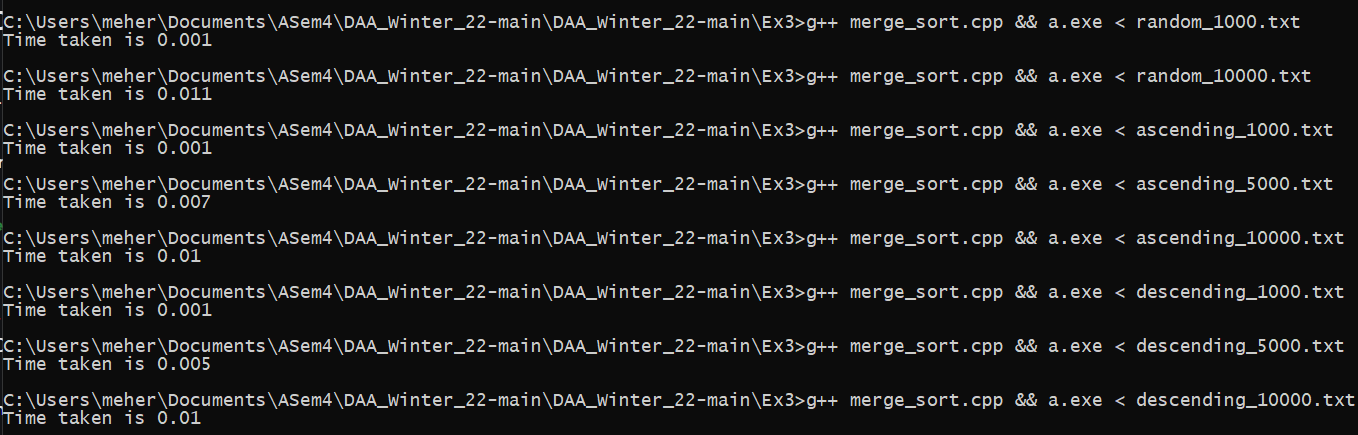 C:\Users\meher\Documents\ASem4\DAA_Winter_22-main\DAA_Winter_22-main\Ex3>g++ merge_sort.cpp && a.exe < random_1000.txt
Time taken is 0.001
C:\Users\meher\Documents\ASem4\DAA_Winter_22-main\DAA_Winter_22-main\Ex3>g++ merge_sort.cpp && a.exe < random_10000.txt
Time taken is 0.011
C:\Users\meher\Documents\ASem4\DAA_Winter_22-main\DAA_Winter_22-main\Ex3>g++ merge_sort.cpp && a.exe < ascending_1000.txt
Time taken is 0.001
C:\Users\meher\Documents\ASem4\DAA_Winter_22-main\DAA_Winter_22-main\Ex3>g++ merge_sort.cpp && a.exe < ascending_5000.txt
Time taken is 0.007
C:\Users\meher\Documents\ASem4\DAA_Winter_22-main\DAA_Winter_22-main\Ex3>g++ merge_sort.cpp && a.exe < ascending_10000.txt
Time taken is 0.01
C:\Users\meher\Documents\ASem4\DAA_Winter_22-main\DAA_Winter_22-main\Ex3>g++ merge_sort.cpp && a.exe < descending_1000.txt
Time taken is 0.001
C:\Users\meher\Documents\ASem4\DAA_Winter_22-main\DAA_Winter_22-main\Ex3>g++ merge_sort.cpp && a.exe < descending_5000.txt
Time taken is 0.005
C:\Users\meher\Documents\ASem4\DAA_Winter_22-main\DAA_Winter_22-main\Ex3>g++ merge_sort.cpp && a.exe < descending_10000.txt
Time taken is 0.01